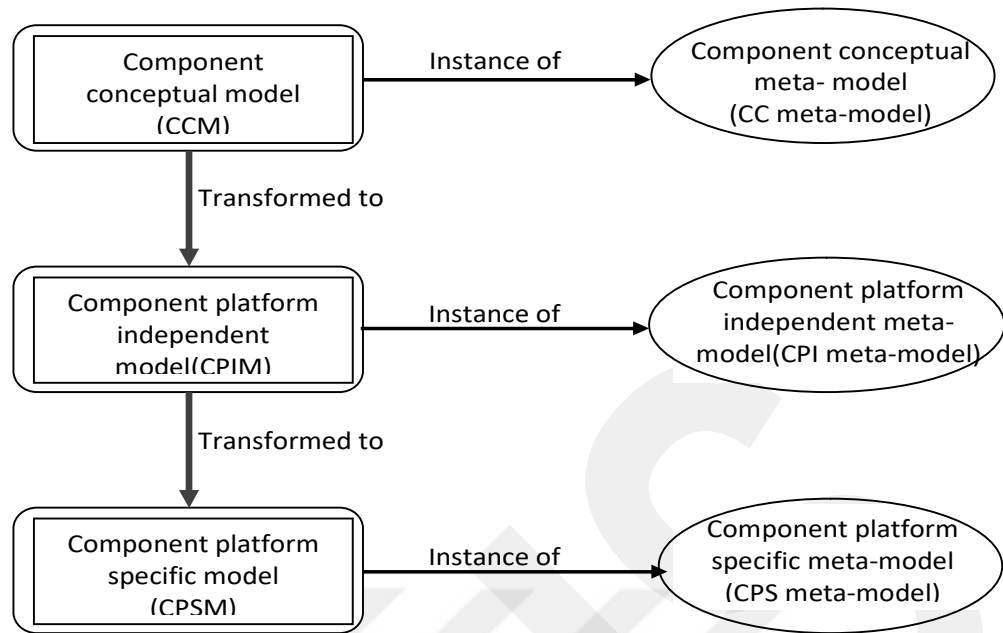 Component
conceptual model
(CCM)
Instance of
Component conceptual
meta- model
(CC meta-model)
Transformed to
Component platform
independent
model(CPIM)
Instance of
Component platform
independent meta-
model(CPI meta-model)
Transformed to
Component platform
specific model
(CPSM)
Instance of
Component platform
specific meta-model
(CPS meta-model)